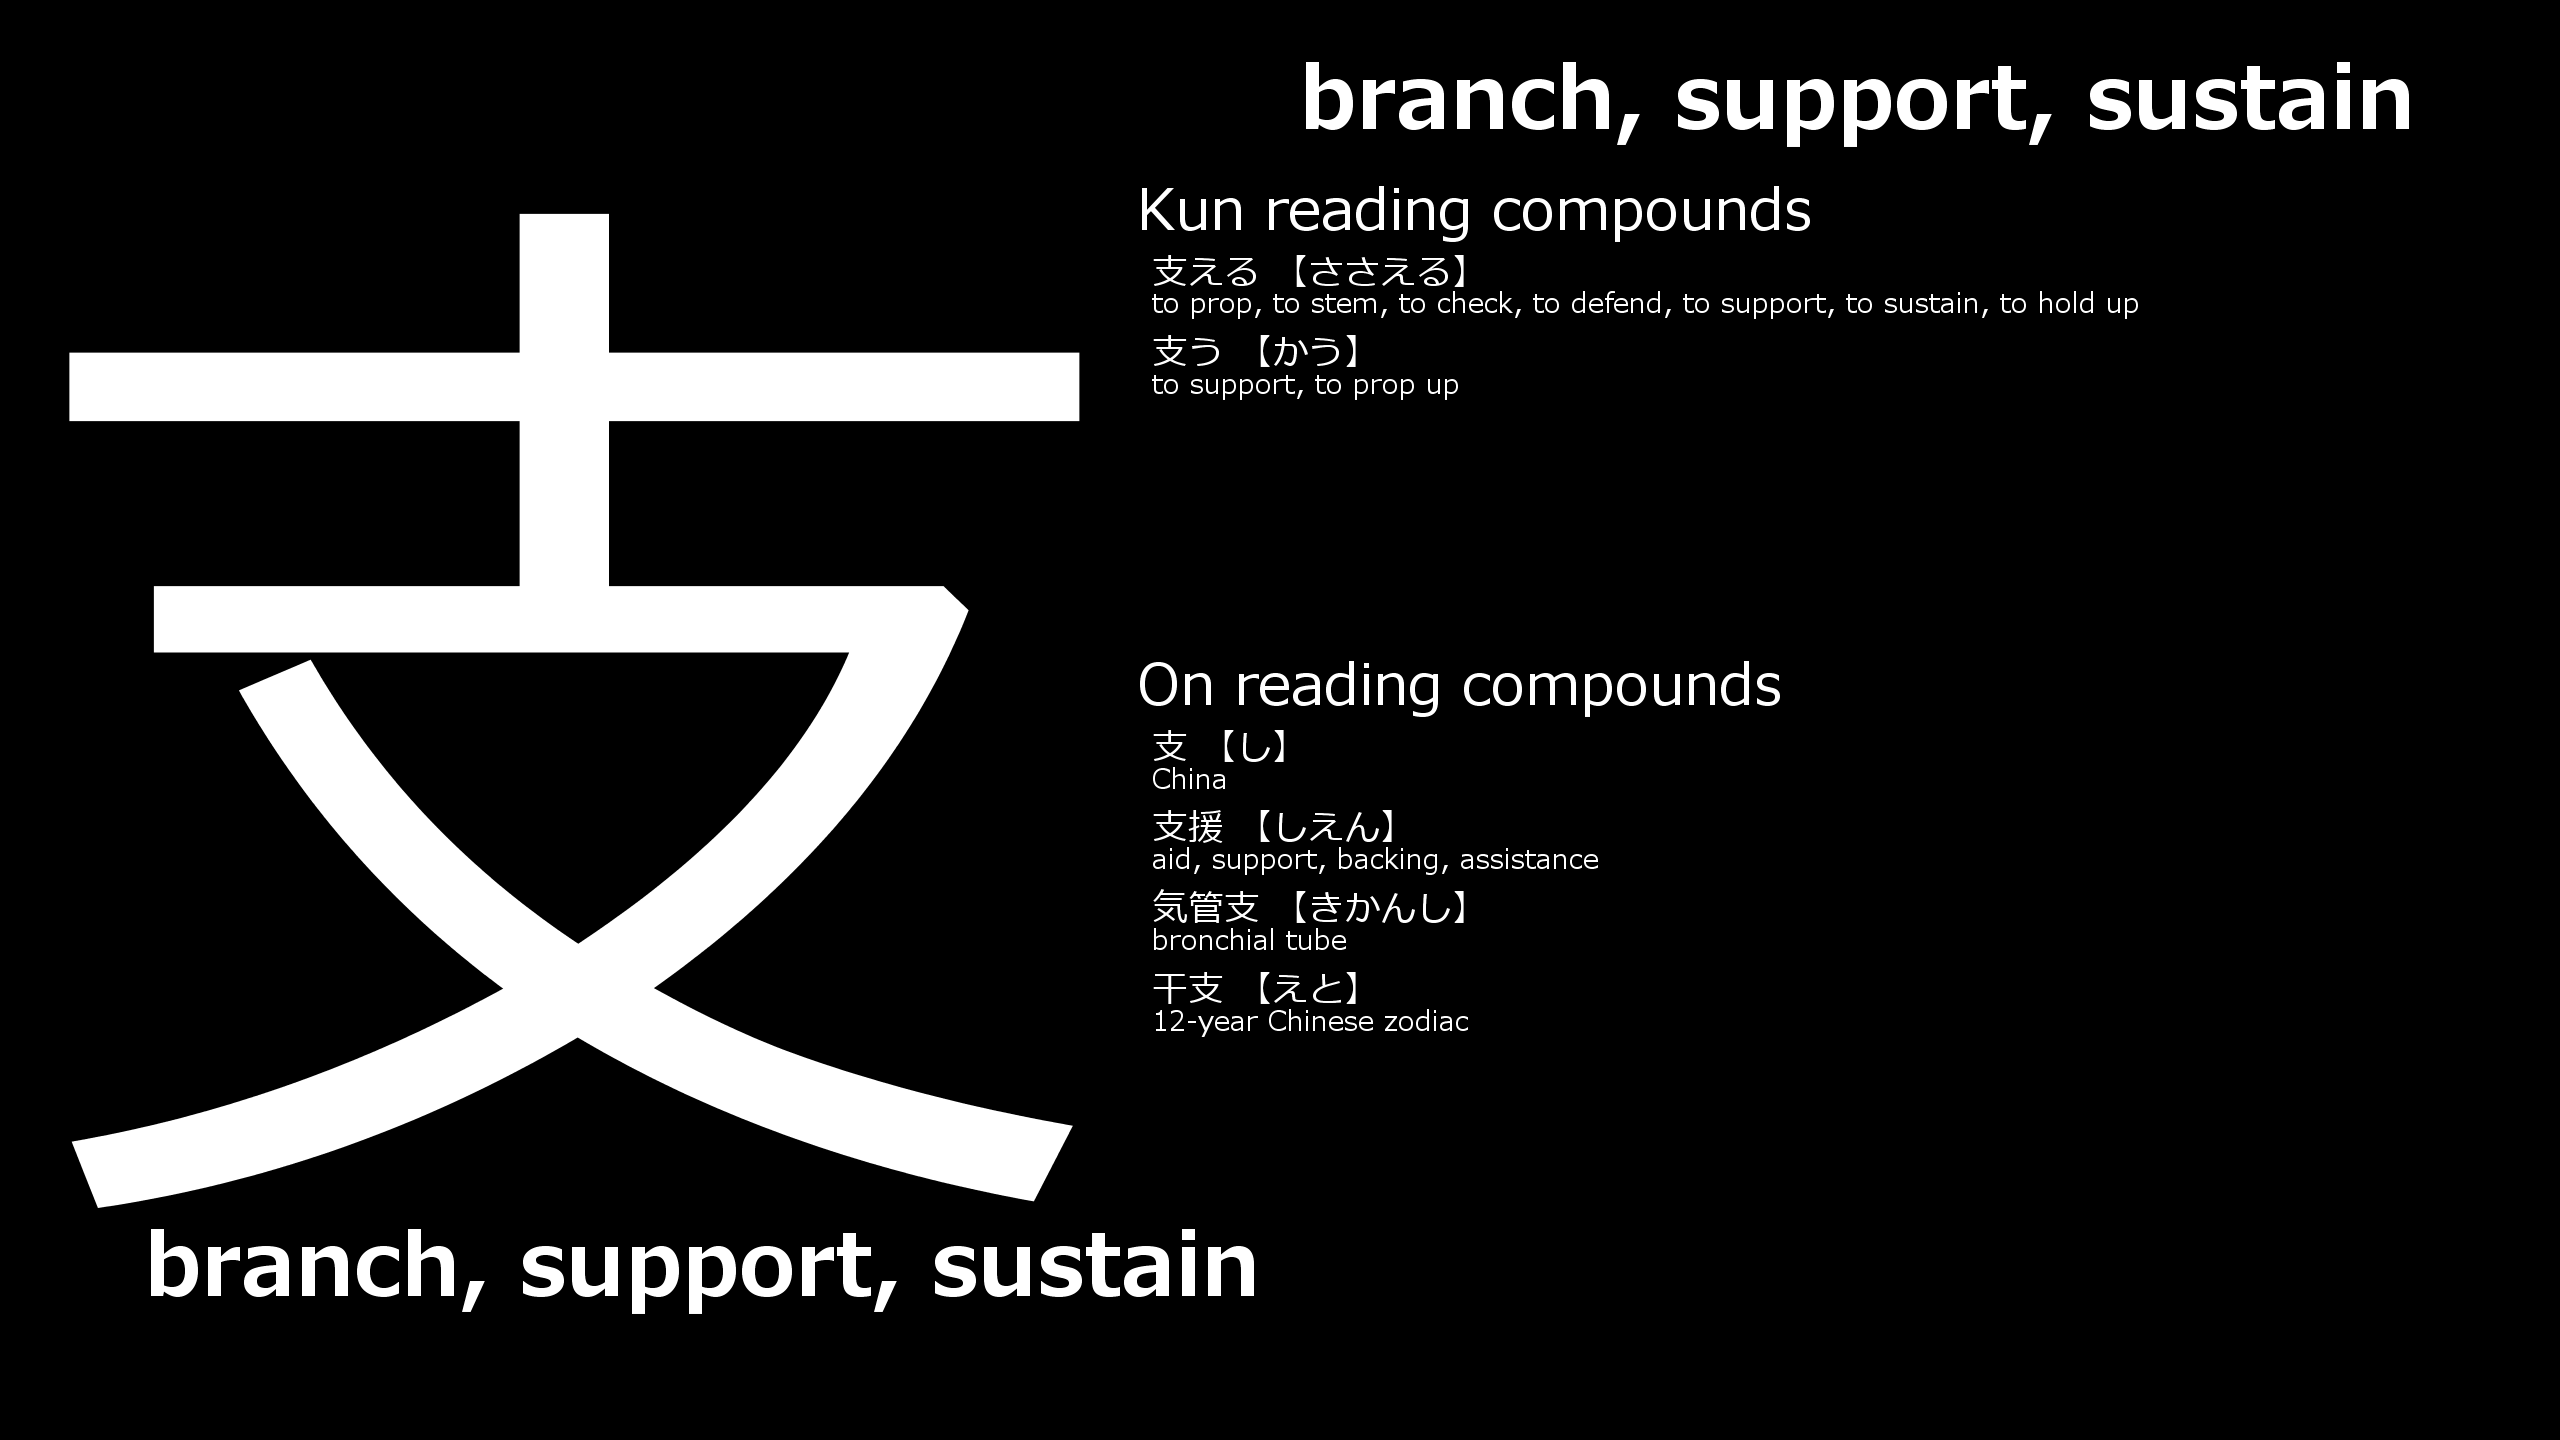 branch, support, sustain
支
Kun reading compounds
支える 【ささえる】
to prop, to stem, to check, to defend, to support, to sustain, to hold up
支う 【かう】
to support, to prop up
On reading compounds
支 【し】
China
支援 【しえん】
aid, support, backing, assistance
気管支 【きかんし】
bronchial tube
干支 【えと】
12-year Chinese zodiac
branch, support, sustain